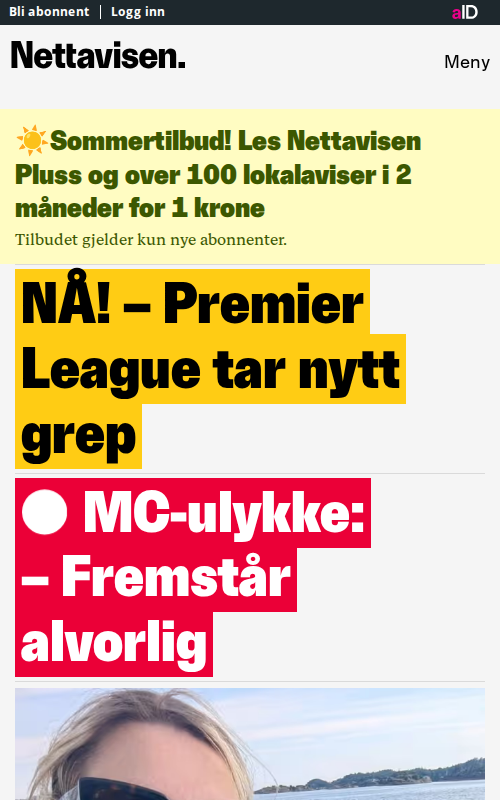 Bli abonnent | Logg inn
aID
Nettavisen.
Meny
☀️Sommertilbud! Les Nettavisen
Pluss og over 100 lokalaviser i 2
måneder for 1 krone
Tilbudet gjelder kun nye abonnenter.
NÅ! – Premier
League tar nytt
grep
MC-ulykke:
– Fremstår
alvorlig